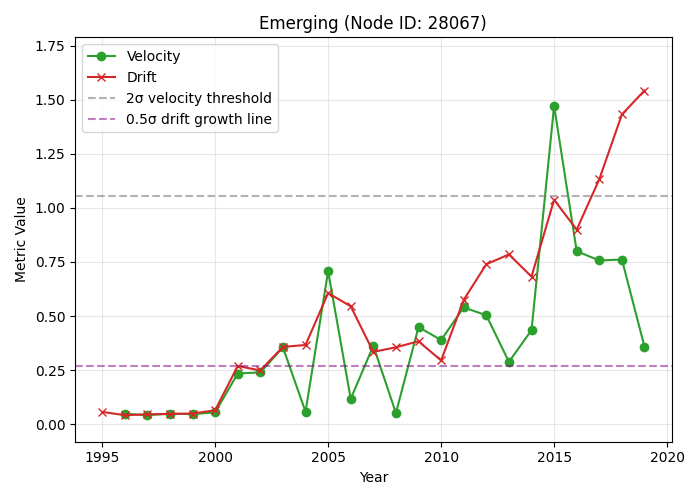 Emerging (Node ID: 28067)
Velocity
Drift
2σ velocity threshold
0.5σ drift growth line
Metric Value
1.75
1.50
1.25
1.00
0.75
0.50
0.25
0.00
1995 2000 2005 2010 2015 2020
Year